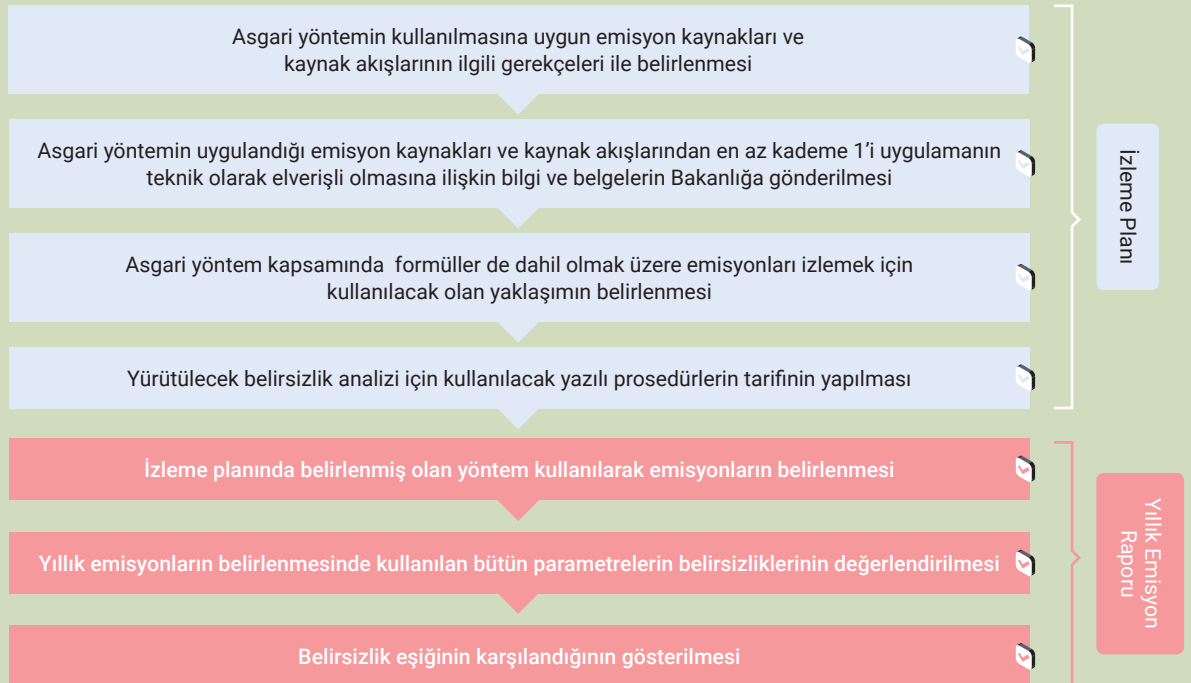 Asgari yöntemin kullanılmasına uygun emisyon kaynakları ve
kaynak akışlarının ilgili gerekçeleri ile belirlenmesi
Asgari yöntemin uygulandığı emisyon kaynakları ve kaynak akışlarından en az kademe 1'i uygulamanın
teknik olarak elverişli olmasına ilişkin bilgi ve belgelerin Bakanlığa gönderilmesi
Asgari yöntem kapsamında formüller de dahil olmak üzere emisyonları izlemek için
kullanılacak olan yaklaşımın belirlenmesi
Yürütülecek belirsizlik analizi için kullanılacak yazılı prosedürlerin tarifinin yapılması
İzleme Planı
İzleme planında belirlenmiş olan yöntem kullanılarak emisyonların belirlenmesi
Yıllık emisyonların belirlenmesinde kullanılan bütün parametrelerin belirsizliklerinin değerlendirilmesi
Belirsizlik eşiğinin karşılandığının gösterilmesi
Yıllık Emisyon
Raporu